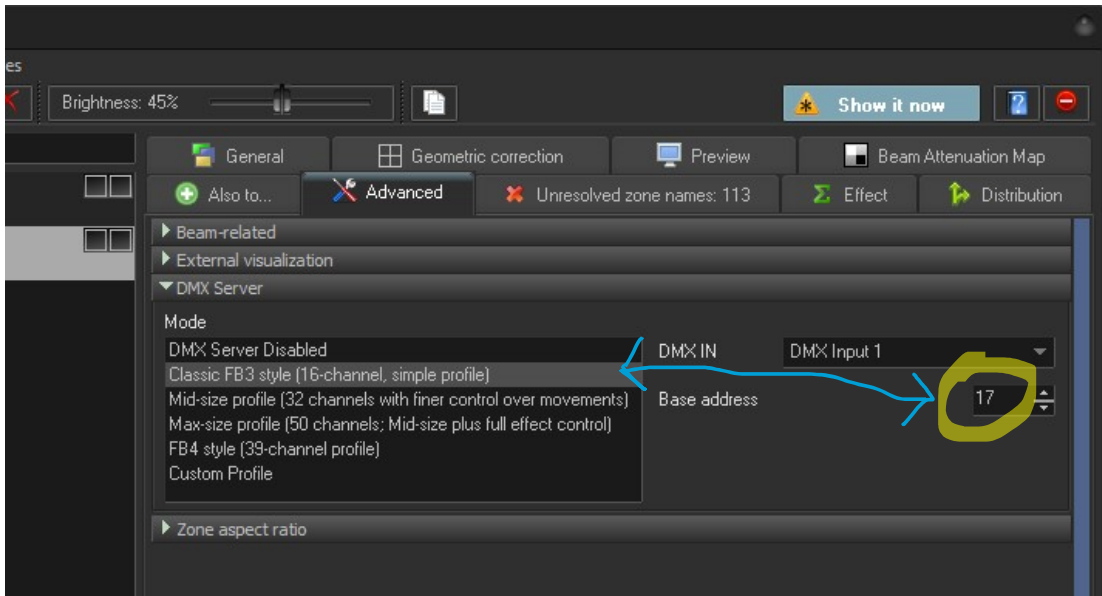 es
Brightness: 45%
Show it now
General
Geometric correction
Preview
Beam Attenuation Map
Also to...
Advanced
Unresolved zone names: 113
Effect
Distribution
Beam-related
External visualization
DMX Server
Mode
DMX Server Disabled
DMX IN
DMX Input 1
Classic FB3 style (16-channel, simple profile)
Mid-size profile (32 channels with finer control over movements)
Base address
17
Max-size profile (50 channels; Mid-size plus full effect control)
FB4 style (39-channel profile)
Custom Profile
Zone aspect ratio